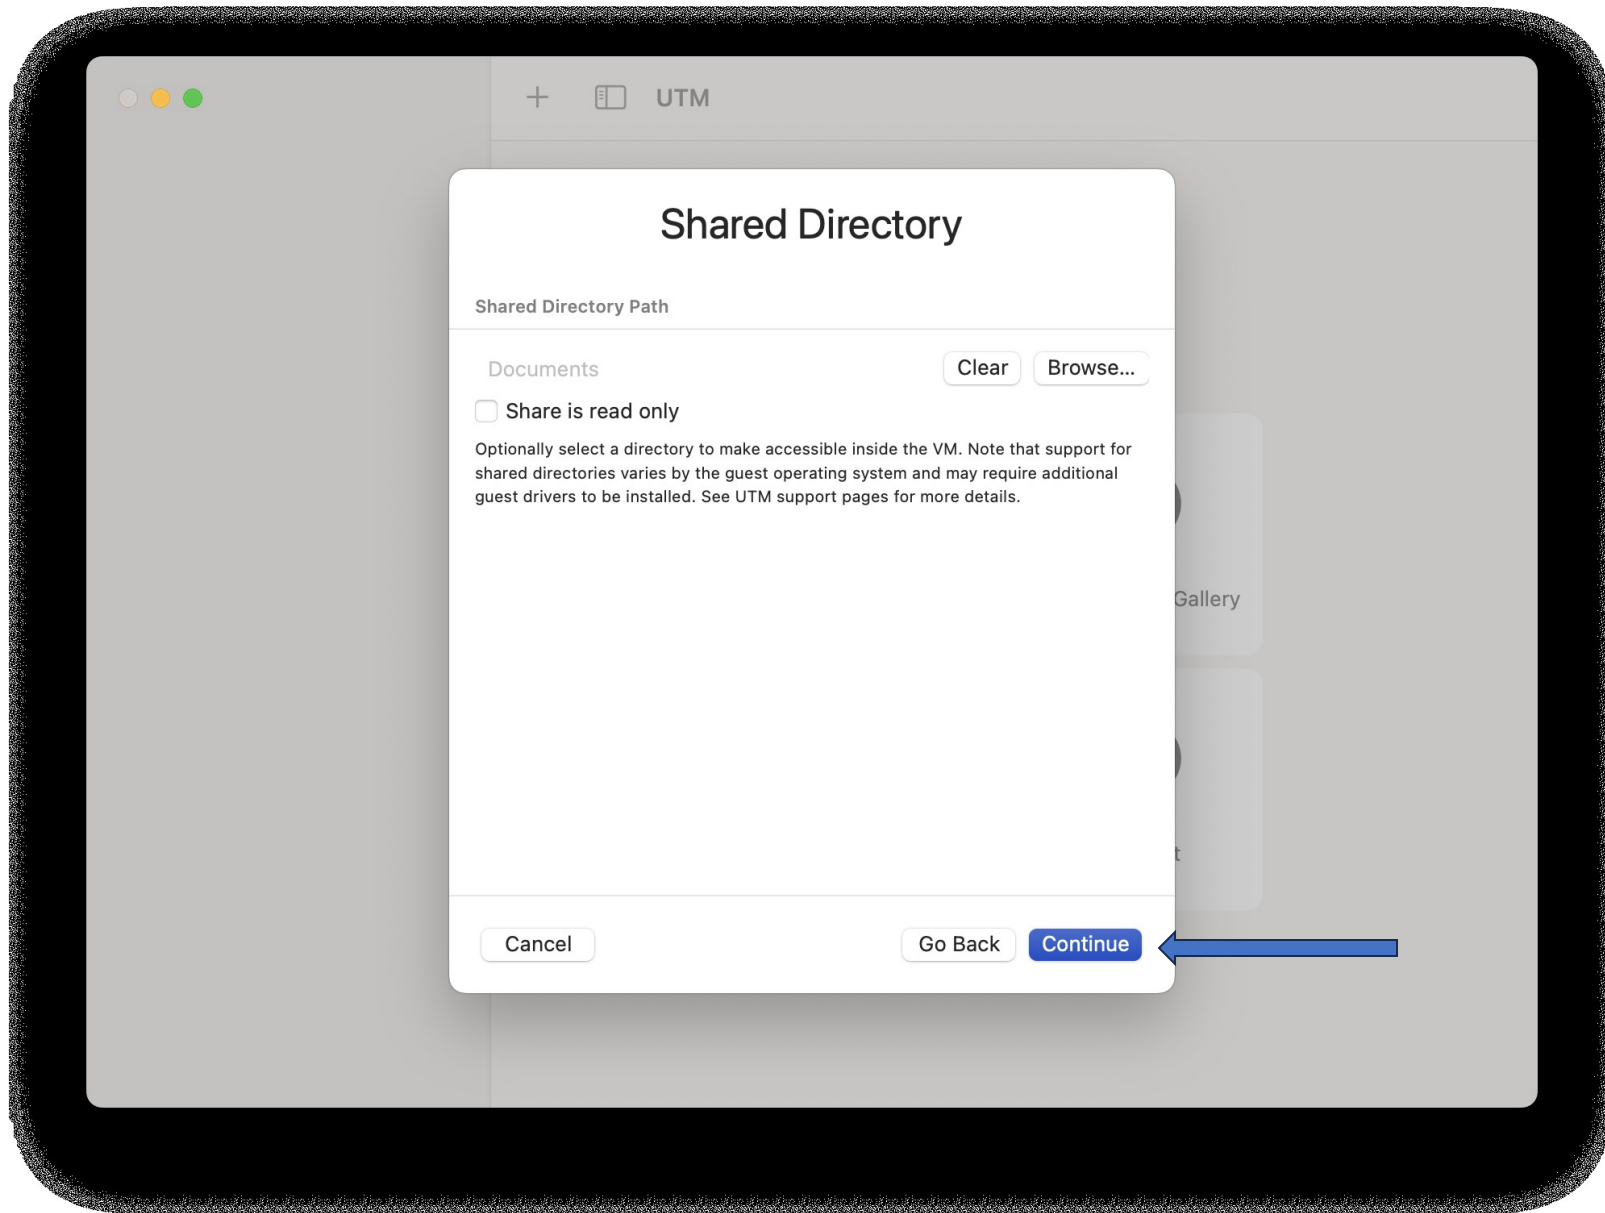 UTM
Shared Directory
Shared Directory Path
Documents
Clear
Browse...
Share is read only
Optionally select a directory to make accessible inside the VM. Note that support for
shared directories varies by the guest operating system and may require additional
guest drivers to be installed. See UTM support pages for more details.
Gallery
t
Cancel
Go Back
Continue